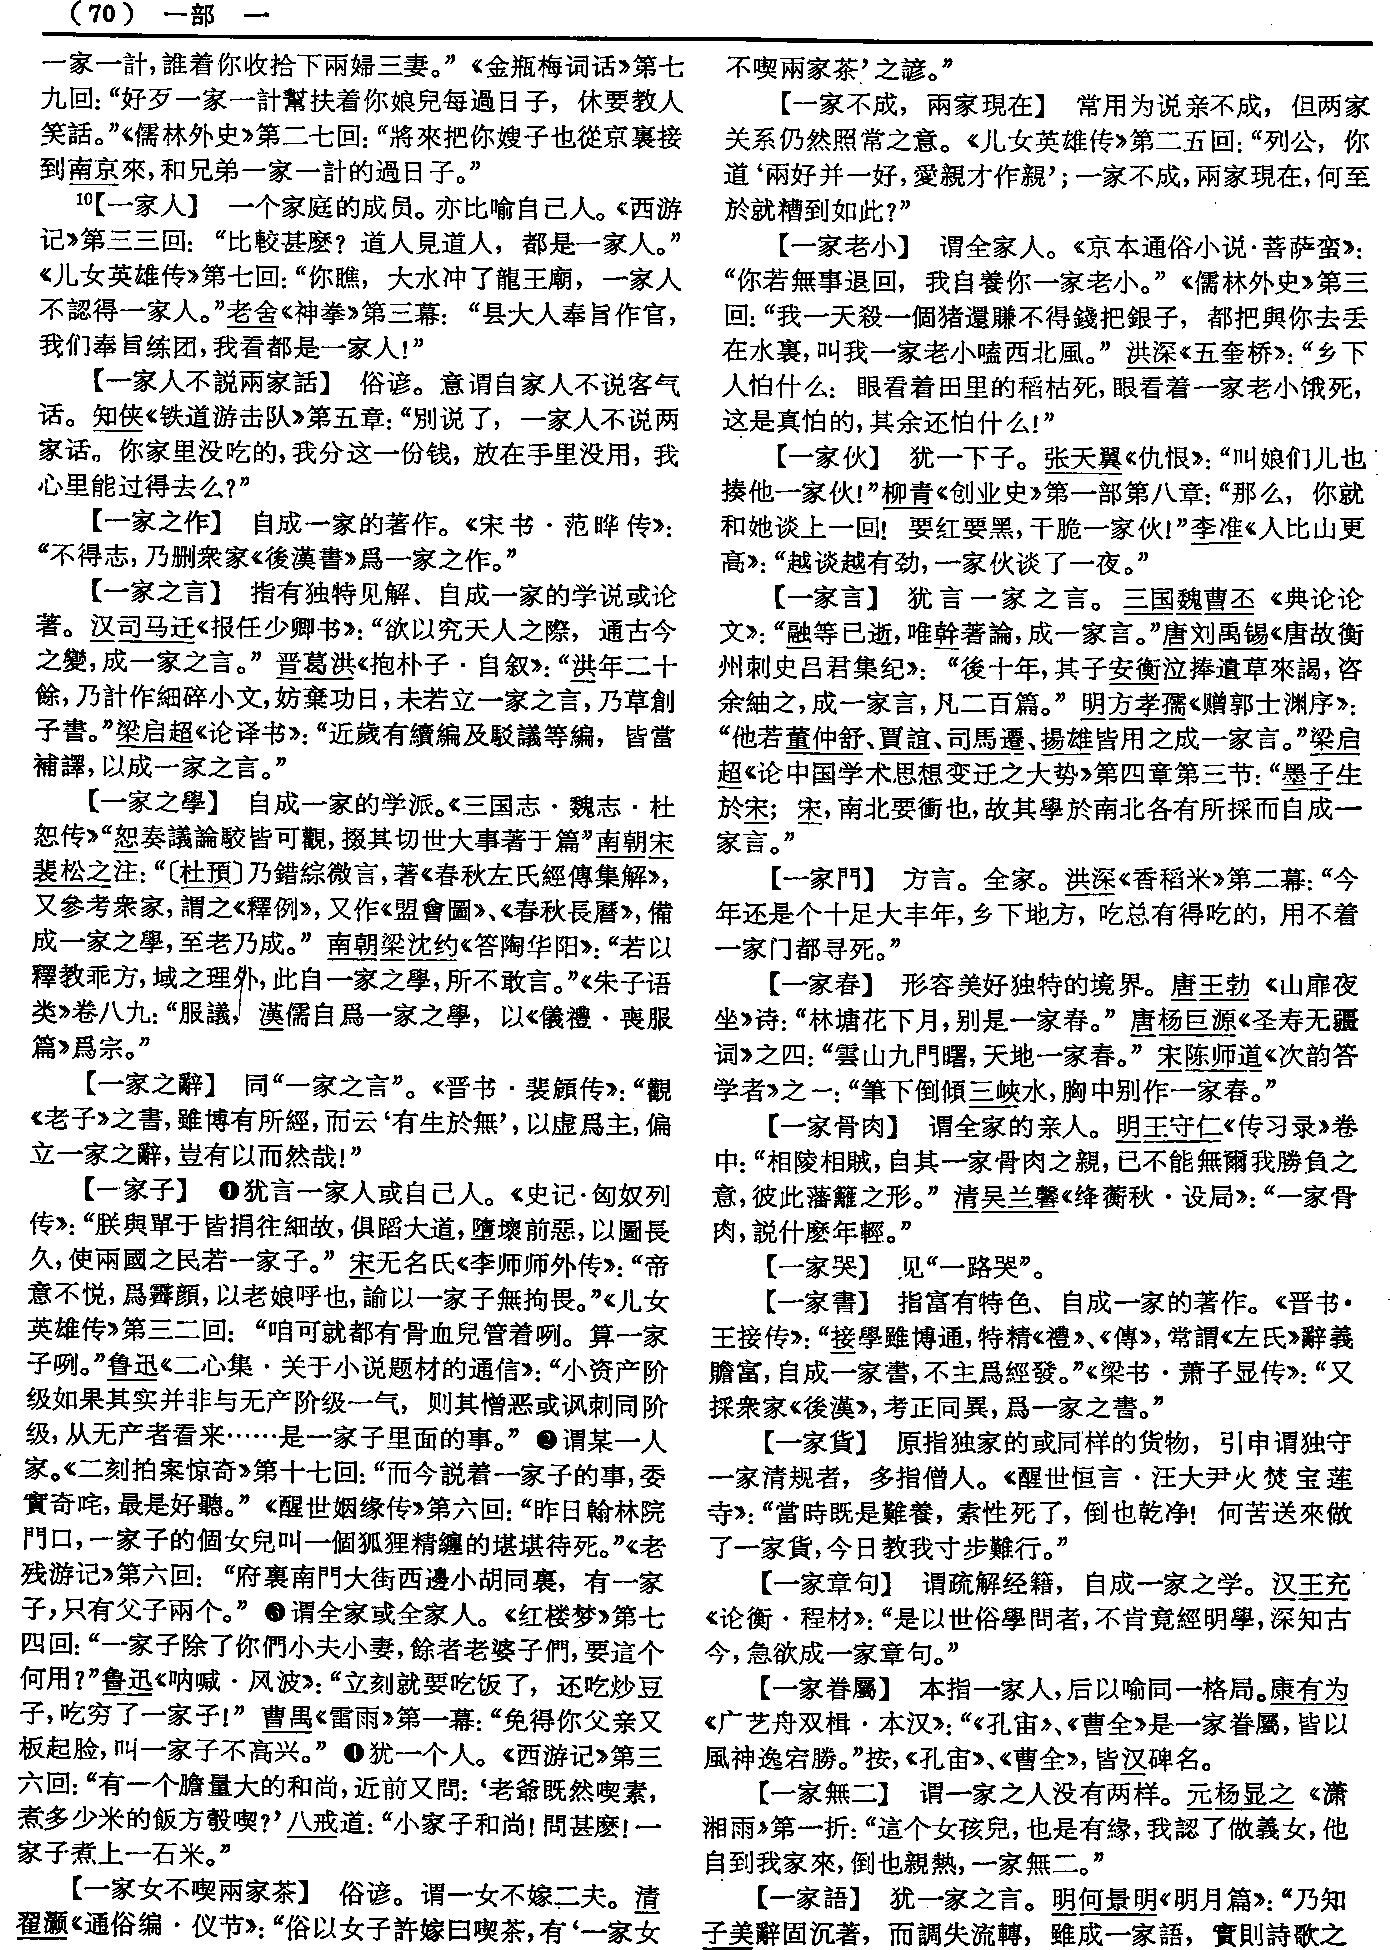 （70） 一部 一
一家一計，誰着你收拾下兩婦三妻。”《金瓶梅词话》第七
九回：“好歹一家一計幫扶着你娘兒每過日子，休要教人
笑話。”《儒林外史》第二七回：“將來把你嫂子也從京裏接
到南京來，和兄弟一家一計的過日子。”
¹⁰【一家人】 一个家庭的成员。亦比喻自己人。《西游
记》第三三回：“比較甚麽？道人見道人，都是一家人。”
《儿女英雄传》第七回：“你瞧，大水冲了龍王廟，一家人
不認得一家人。”老舍《神拳》第三幕：“县大人奉旨作官，
我们奉旨练团，我看都是一家人！”
【一家人不説兩家話】 俗谚。意谓自家人不说客气
话。知侠《铁道游击队》第五章：“别说了，一家人不说两
家话。你家里没吃的，我分这一份钱，放在手里没用，我
心里能过得去么？”
【一家之作】 自成一家的著作。《宋书·范晔传》：
“不得志，乃删衆家《後漢書》爲一家之作。”
【一家之言】 指有独特见解、自成一家的学说或论
著。汉司马迁《报任少卿书》：“欲以究天人之際，通古今
之變，成一家之言。”晋葛洪《抱朴子·自叙》：“洪年二十
餘，乃計作細碎小文，妨棄功日，未若立一家之言，乃草創
子書。”梁启超《论译书》：“近歲有續編及駁議等編，皆當
補譯，以成一家之言。”
【一家之學】 自成一家的学派。《三国志·魏志·杜
恕传》“恕奏議論駮皆可觀，掇其切世大事著于篇”南朝宋
裴松之注：“〔杜預〕乃錯綜微言，著《春秋左氏經傳集解》，
又參考衆家，謂之《釋例》，又作《盟會圖》、《春秋長曆》，備
成一家之學，至老乃成。”南朝梁沈约《答陶华阳》：“若以
釋教乖方，域之理外，此自一家之學，所不敢言。”《朱子语
类》卷八九：“服議，漢儒自爲一家之學，以《儀禮·喪服
篇》爲宗。”
【一家之辭】 同“一家之言”。《晋书·裴頠传》：“觀
《老子》之書，雖博有所經，而云‘有生於無’，以虚爲主，偏
立一家之辭，豈有以而然哉！”
【一家子】 ❶犹言一家人或自己人。《史记·匈奴列
传》：“朕與單于皆捐往細故，俱蹈大道，墮壞前惡，以圖長
久，使兩國之民若一家子。”宋无名氏《李师师外传》：“帝
意不悦，爲霽顔，以老娘呼也，諭以一家子無拘畏。”《儿女
英雄传》第三二回：“咱可就都有骨血兒管着咧。算一家
子咧。”鲁迅《二心集·关于小说题材的通信》：“小资产阶
级如果其实并非与无产阶级一气，则其憎恶或讽刺同阶
级，从无产者看来……是一家子里面的事。”❷谓某一人
家。《二刻拍案惊奇》第十七回：“而今説着一家子的事，委
實奇咤，最是好聽。”《醒世姻缘传》第六回：“昨日翰林院
門口，一家子的個女兒叫一個狐狸精纏的堪堪待死。”《老
残游记》第六回：“府裏南門大街西邊小胡同裏，有一家
子，只有父子兩个。”❸谓全家或全家人。《红楼梦》第七
四回：“一家子除了你們小夫小妻，餘者老婆子們，要這个
何用？”鲁迅《呐喊·风波》：“立刻就要吃饭了，还吃炒豆
子，吃穷了一家子！”曹禺《雷雨》第一幕：“免得你父亲又
板起脸，叫一家子不高兴。”❹犹一个人。《西游记》第三
六回：“有一个膽量大的和尚，近前又問：‘老爺既然喫素，
煮多少米的飯方彀喫？’八戒道：“小家子和尚！問甚麽！一
家子煮上一石米。”
【一家女不喫兩家茶】 俗谚。谓一女不嫁二夫。清
翟灏《通俗编·仪节》：“俗以女子許嫁曰喫茶，有‘一家女
不喫兩家茶’之諺。”
【一家不成，兩家現在】 常用为说亲不成，但两家
关系仍然照常之意。《儿女英雄传》第二五回：“列公，你
道‘兩好并一好，愛親才作親’；一家不成，兩家現在，何至
於就糟到如此？”
【一家老小】 谓全家人。《京本通俗小说·菩萨蛮》：
“你若無事退回，我自養你一家老小。”《儒林外史》第三
回：“我一天殺一個猪還賺不得錢把銀子，都把與你去丢
在水裏，叫我一家老小嗑西北風。”洪深《五奎桥》：“乡下
人怕什么：眼看着田里的稻枯死，眼看着一家老小饿死，
这是真怕的，其余还怕什么！”
【一家伙】 犹一下子。张天翼《仇恨》：“叫娘们儿也
揍他一家伙！”柳青《创业史》第一部第八章：“那么，你就
和她谈上一回！要红要黑，干脆一家伙！”李准《人比山更
高》：“越谈越有劲，一家伙谈了一夜。”
【一家言】 犹言一家之言。三国魏曹丕《典论论
文》：“融等已逝，唯幹著論，成一家言。”唐刘禹锡《唐故衡
州刺史吕君集纪》：“後十年，其子安衡泣捧遺草來謁，咨
余紬之，成一家言，凡二百篇。”明方孝孺《赠郭士渊序》：
“他若董仲舒、賈誼、司馬遷、揚雄皆用之成一家言。”梁启
超《论中国学术思想变迁之大势》第四章第三节：“墨子生
於宋；宋，南北要衝也，故其學於南北各有所採而自成一
家言。”
【一家門】 方言。全家。洪深《香稻米》第二幕：“今
年还是个十足大丰年，乡下地方，吃总有得吃的，用不着
一家门都寻死。”
【一家春】 形容美好独特的境界。唐王勃《山扉夜
坐》诗：“林塘花下月，别是一家春。”唐杨巨源《圣寿无疆
词》之四：“雲山九門曙，天地一家春。”宋陈师道《次韵答
学者》之一：“筆下倒傾三峽水，胸中别作一家春。”
【一家骨肉】 谓全家的亲人。明王守仁《传习录》卷
中：“相陵相賊，自其一家骨肉之親，已不能無爾我勝負之
意，彼此藩籬之形。”清吴兰馨《绛蘅秋·设局》：“一家骨
肉，説什麽年輕。”
【一家哭】 见“一路哭”。
【一家書】 指富有特色、自成一家的著作。《晋书·
王接传》：“接學雖博通，特精《禮》、《傳》，常謂《左氏》辭義
贍富，自成一家書，不主爲經發。”《梁书·萧子显传》：“又
採衆家《後漢》，考正同異，爲一家之書。”
【一家貨】 原指独家的或同样的货物，引申谓独守
一家清规者，多指僧人。《醒世恒言·汪大尹火焚宝莲
寺》：“當時既是難養，索性死了，倒也乾净！何苦送來做
了一家貨，今日教我寸步難行。”
【一家章句】 谓疏解经籍，自成一家之学。汉王充
《论衡·程材》：“是以世俗學問者，不肯竟經明學，深知古
今，急欲成一家章句。”
【一家眷屬】 本指一家人，后以喻同一格局。康有为
《广艺舟双楫·本汉》：“《孔宙》、《曹全》是一家眷屬，皆以
風神逸宕勝。”按，《孔宙》、《曹全》，皆汉碑名。
【一家無二】 谓一家之人没有两样。元杨显之《潇
湘雨》第一折：“這个女孩兒，也是有緣，我認了做義女，他
自到我家來，倒也親熱，一家無二。”
【一家語】 犹一家之言。明何景明《明月篇》：“乃知
子美辭固沉著，而調失流轉，雖成一家語，實則詩歌之